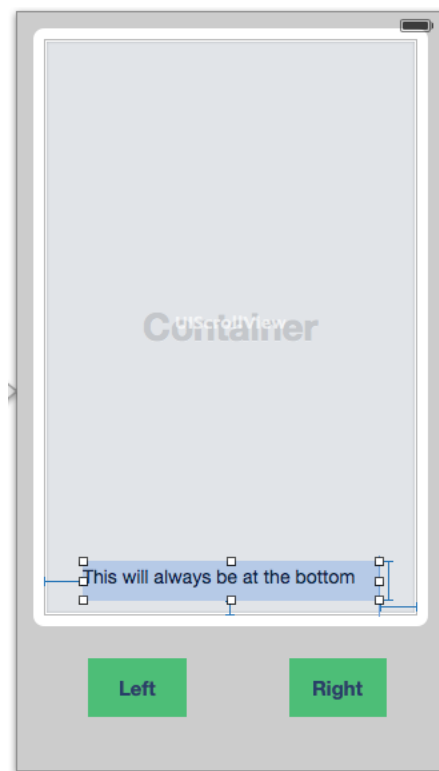 Container
UIScrollView
This will always be at the bottom
Left
Right